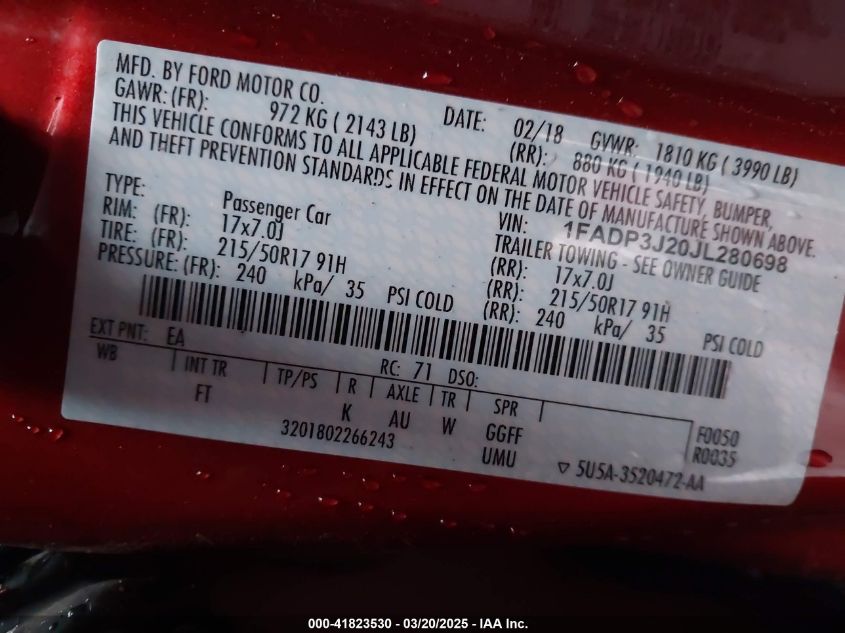 MFD. BY FORD MOTOR CO.
DATE: 02/18 GVWR: 1810 KG ( 3990 LB)
GAWR: (FR): 972 KG ( 2143 LB) (RR): 880 KG ( 1940 LB)
THIS VEHICLE CONFORMS TO ALL APPLICABLE FEDERAL MOTOR VEHICLE SAFETY, BUMPER,
AND THEFT PREVENTION STANDARDS IN EFFECT ON THE DATE OF MANUFACTURE SHOWN ABOVE.
VIN: 1FADP3J20JL280698
TYPE: Passenger Car TRAILER TOWING - SEE OWNER GUIDE
RIM: (FR): 17x7.0J (RR): 17x7.0J
TIRE: (FR): 215/50R17 91H (RR): 215/50R17 91H
PRESSURE: (FR): 240 kPa/ 35 PSI COLD (RR): 240 kPa/ 35 PSI COLD
EXT PNT: EA RC: 71 DSO:
WB INT TR TP/PS R AXLE TR SPR
FT K AU W GGFF F0050
3201802266243 UMU R0035
▽ 5U5A-3520472-AA
000-41823530 - 03/20/2025 - IAA Inc.